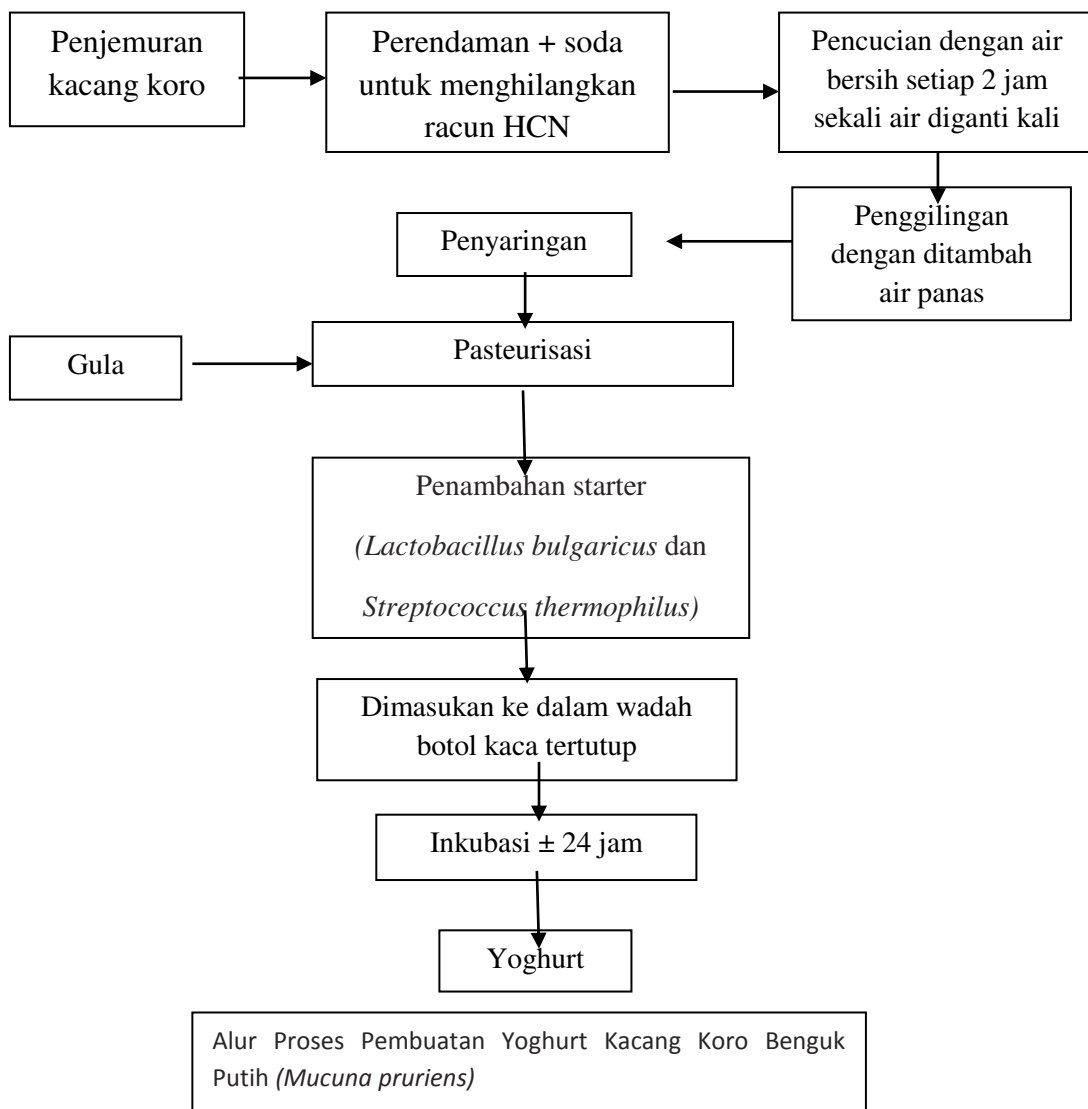 Penjemuran
kacang koro
Perendaman + soda
untuk menghilangkan
racun HCN
Pencucian dengan air
bersih setiap 2 jam
sekali air diganti kali
Penggilingan
dengan ditambah
air panas
Penyaringan
Pasteurisasi
Gula
Penambahan starter
(Lactobacillus bulgaricus dan
Streptococcus thermophilus)
Dimasukan ke dalam wadah
botol kaca tertutup
Inkubasi ± 24 jam
Yoghurt
Alur Proses Pembuatan Yoghurt Kacang Koro Benguk
Putih (Mucuna pruriens)